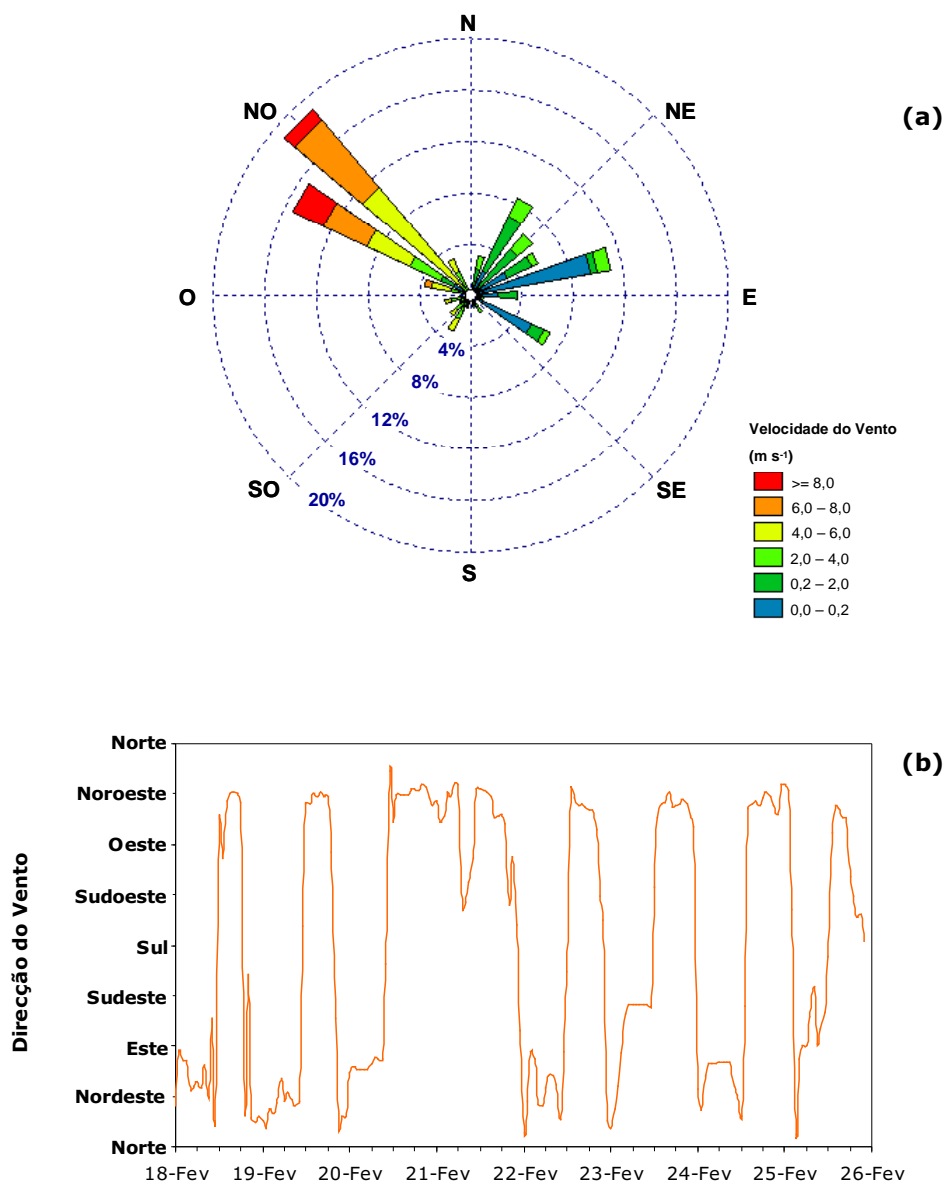 N
(a)
NO
NE
O
E
4%
8%
12%
16%
20%
SO
SE
S
Velocidade do Vento
(m s-1)
>= 8,0
6,0 – 8,0
4,0 – 6,0
2,0 – 4,0
0,2 – 2,0
0,0 – 0,2
(b)
Direcção do Vento
Norte
Noroeste
Oeste
Sudoeste
Sul
Sudeste
Este
Nordeste
Norte
18-Fev 19-Fev 20-Fev 21-Fev 22-Fev 23-Fev 24-Fev 25-Fev 26-Fev